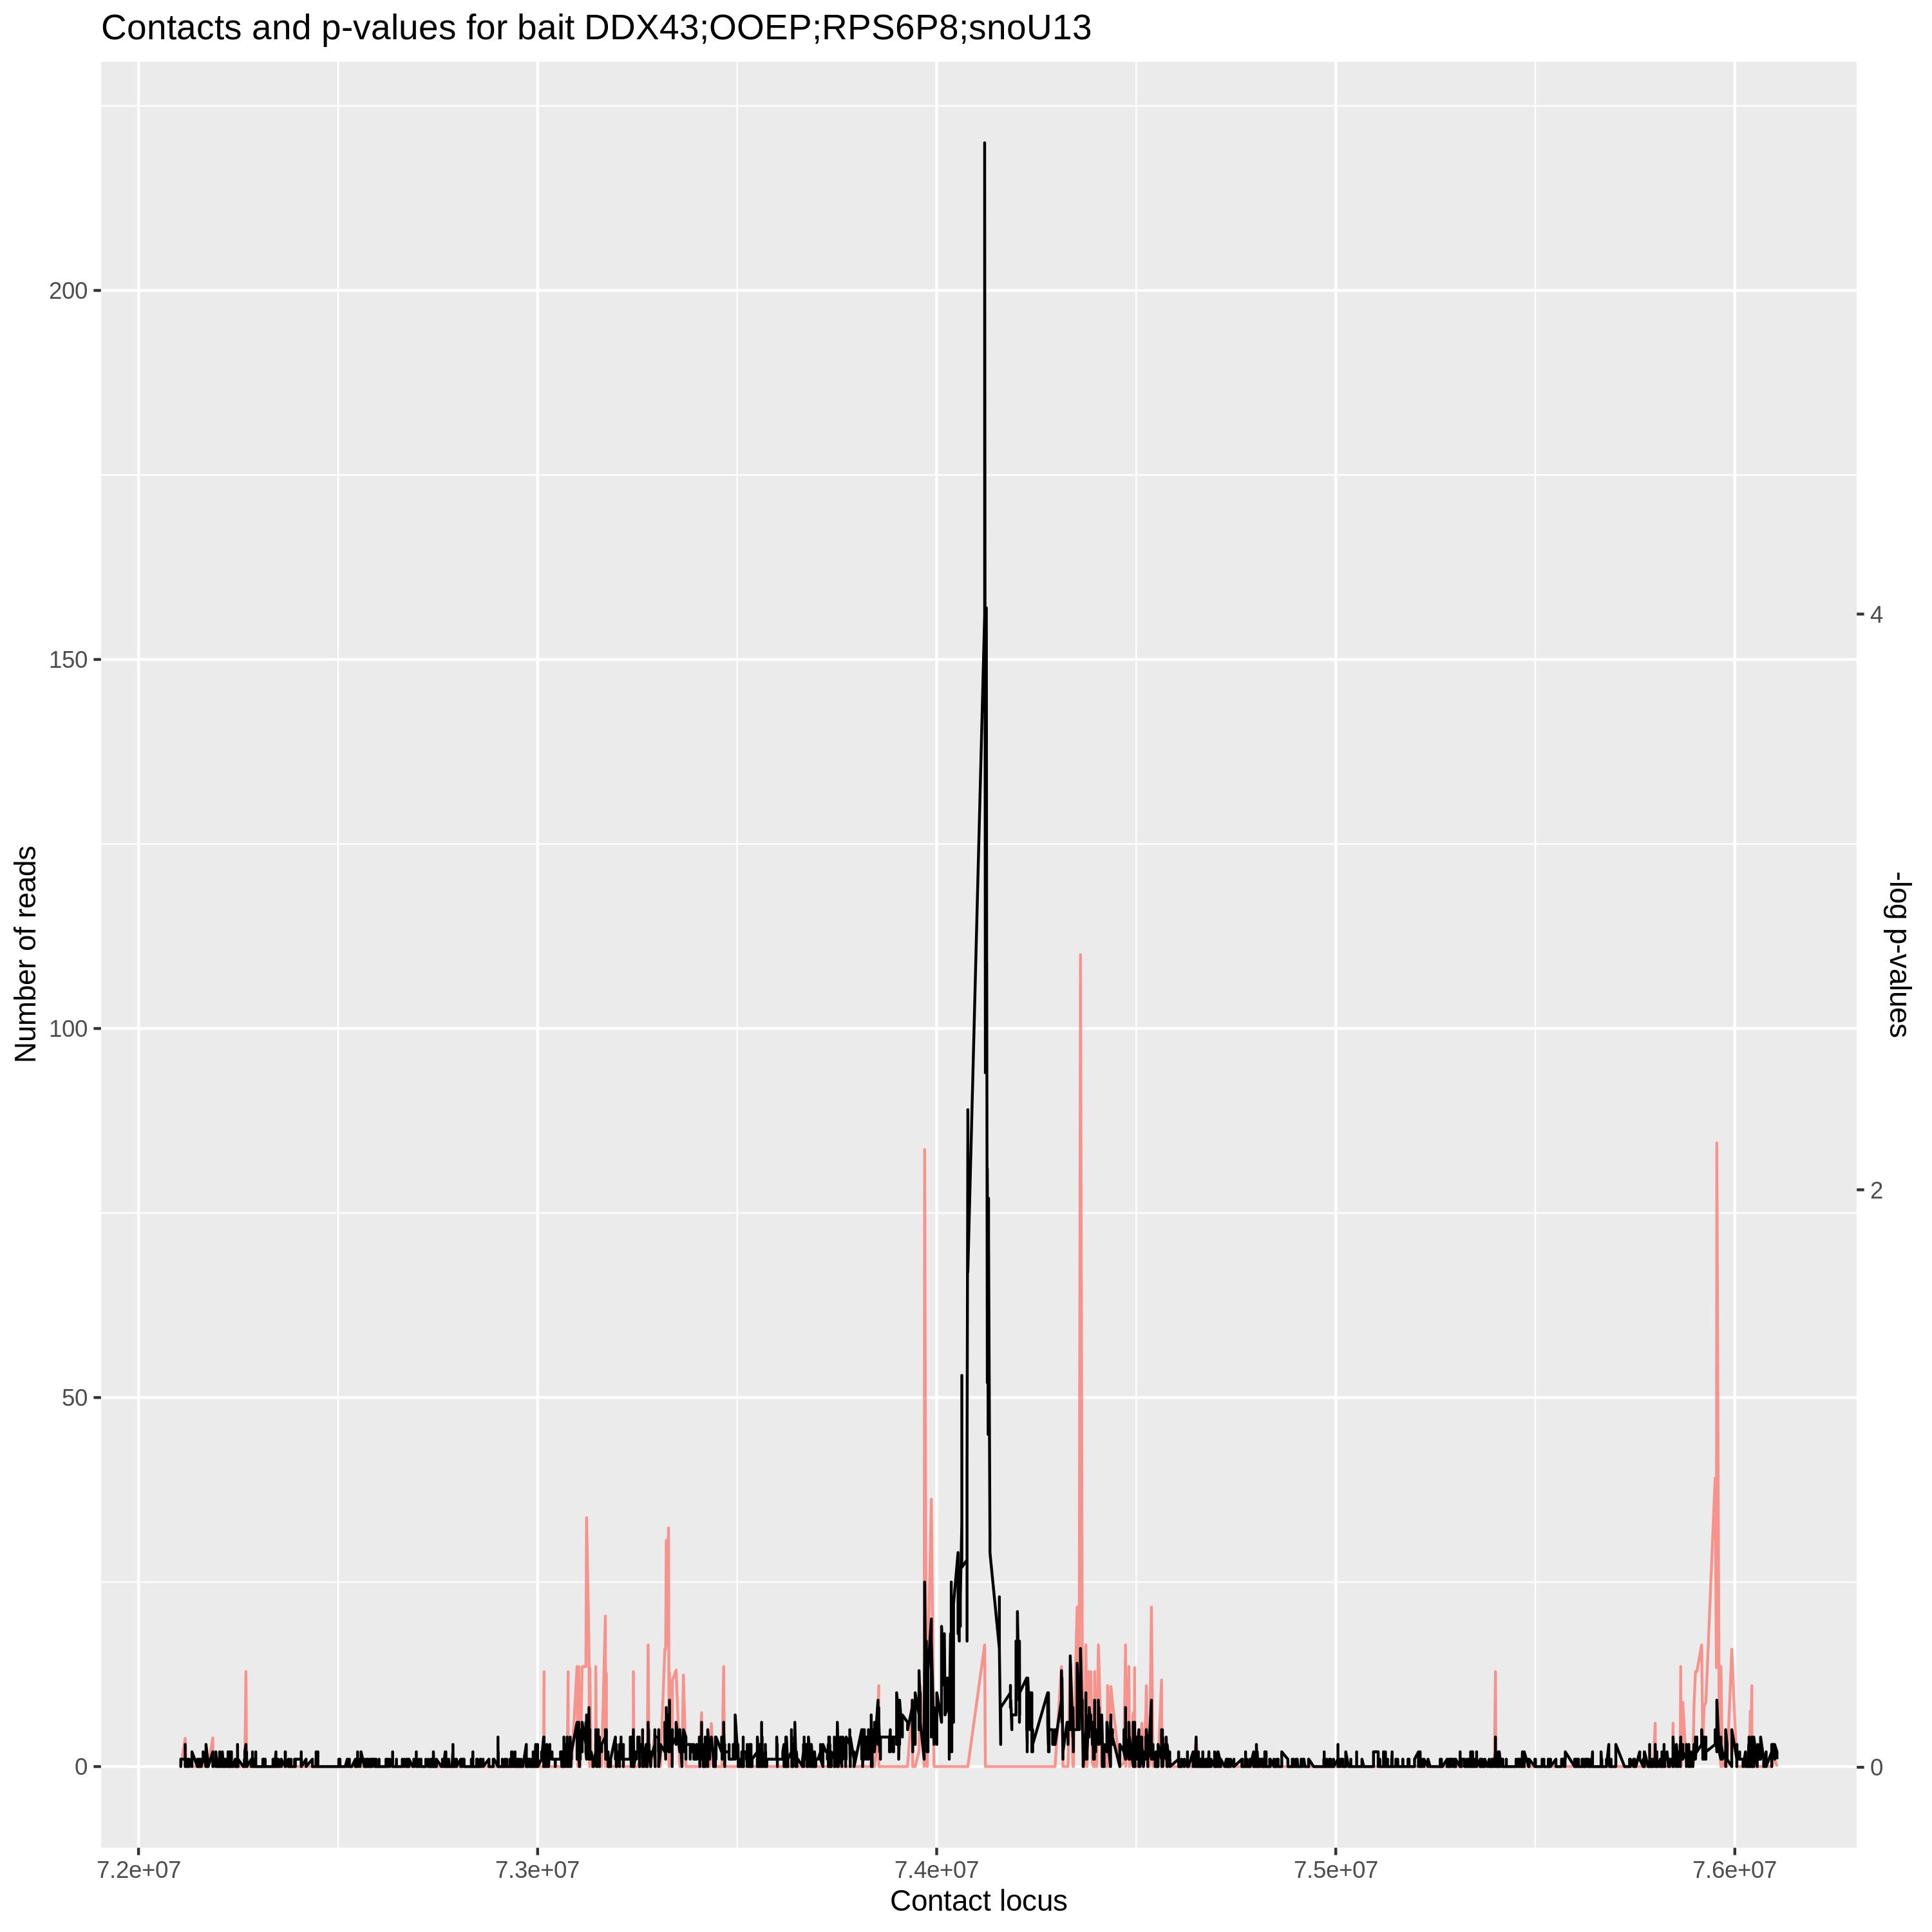 Contacts and p-values for bait DDX43;OOEP;RPS6P8;snoU13
Number of reads
200
150
100
50
0
4
2
0
-log p-values
7.2e+07
7.3e+07
7.4e+07
7.5e+07
7.6e+07
Contact locus